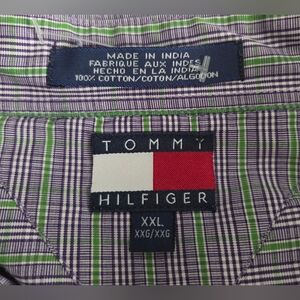 MADE IN INDIA
FABRIQUE AUX INDES
HECHO EN LA INDIA
100% COTTON/COTON/ALGODON
TOMMY
HILFIGER
XXL
XXG/XXG